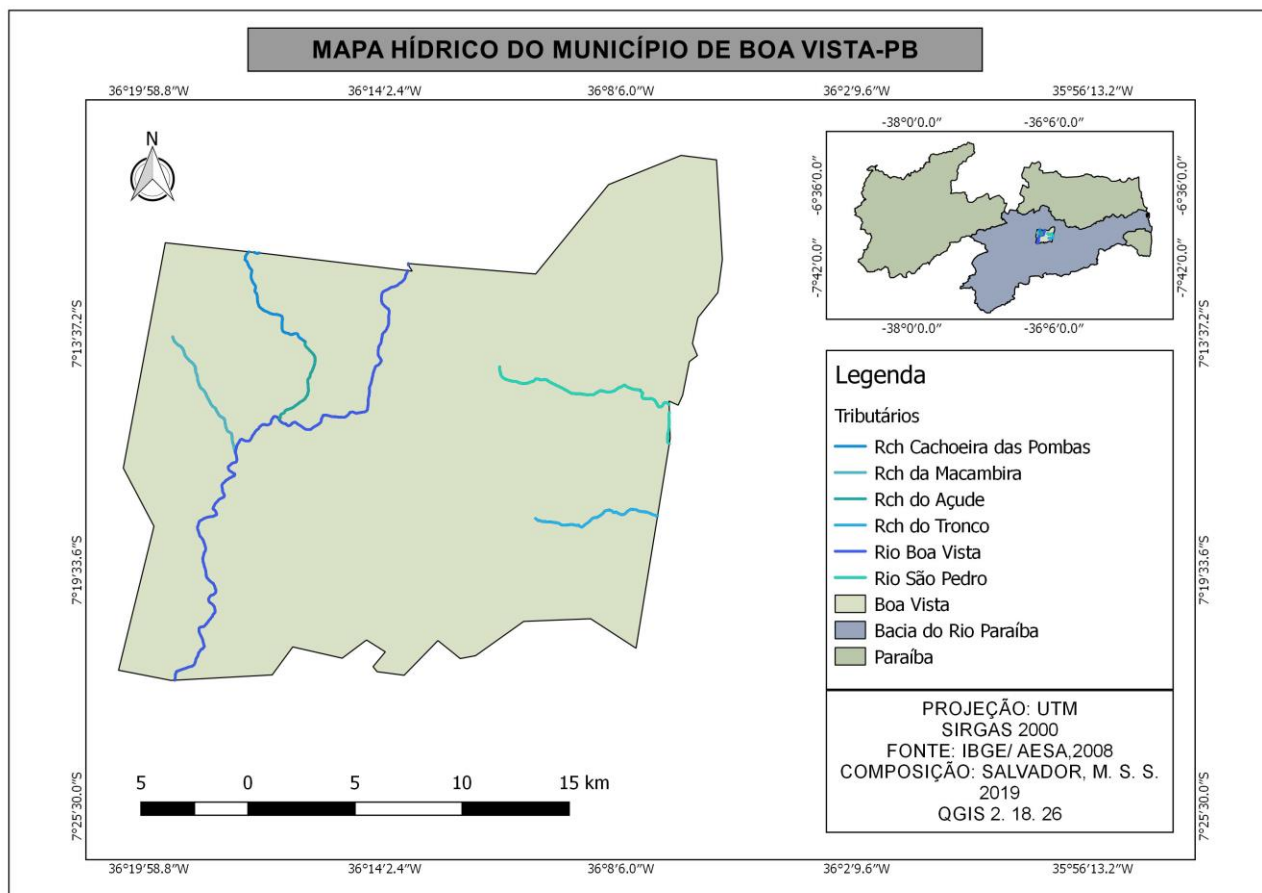 MAPA HÍDRICO DO MUNICÍPIO DE BOA VISTA-PB
36°19'58.8"W 36°14'2.4"W 36°8'6.0"W 36°2'9.6"W 35°56'13.2"W
N
-38°0'0.0" -36°6'0.0"
-6°36'0.0" -6°36'0.0"
-7°42'0.0" -7°42'0.0"
-38°0'0.0" -36°6'0.0"
7°13'37.2"S 7°13'37.2"S
Legenda
Tributários
Rch Cachoeira das Pombas
Rch da Macambira
Rch do Açude
Rch do Tronco
Rio Boa Vista
Rio São Pedro
Boa Vista
Bacia do Rio Paraíba
Paraíba
7°19'33.6"S 7°19'33.6"S
PROJEÇÃO: UTM
SIRGAS 2000
FONTE: IBGE/ AESA,2008
COMPOSIÇÃO: SALVADOR, M. S. S.
2019
QGIS 2. 18. 26
5 0 5 10 15 km
7°25'30.0"S 7°25'30.0"S
36°19'58.8"W 36°14'2.4"W 36°8'6.0"W 36°2'9.6"W 35°56'13.2"W